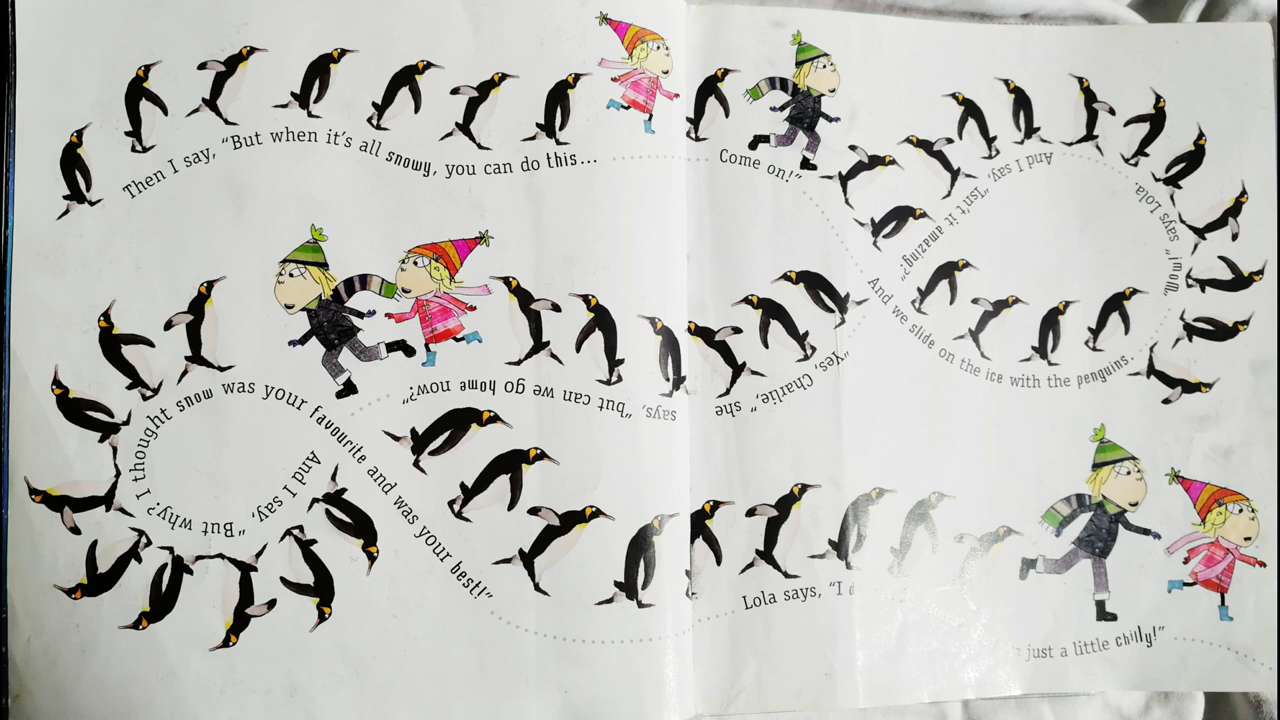 Then I say, "But when it's all snowy, you can do this...
Come on!"
And we slide on the ice with the penguins.
"Wow!" says Lola.
And I say, "Isn't it amazing?"
"Yes, Charlie," she
says, "but can we go home now?"
And I say, "But why? I thought snow was your favourite and was your best!"
Lola says, "I
just a little chilly!"